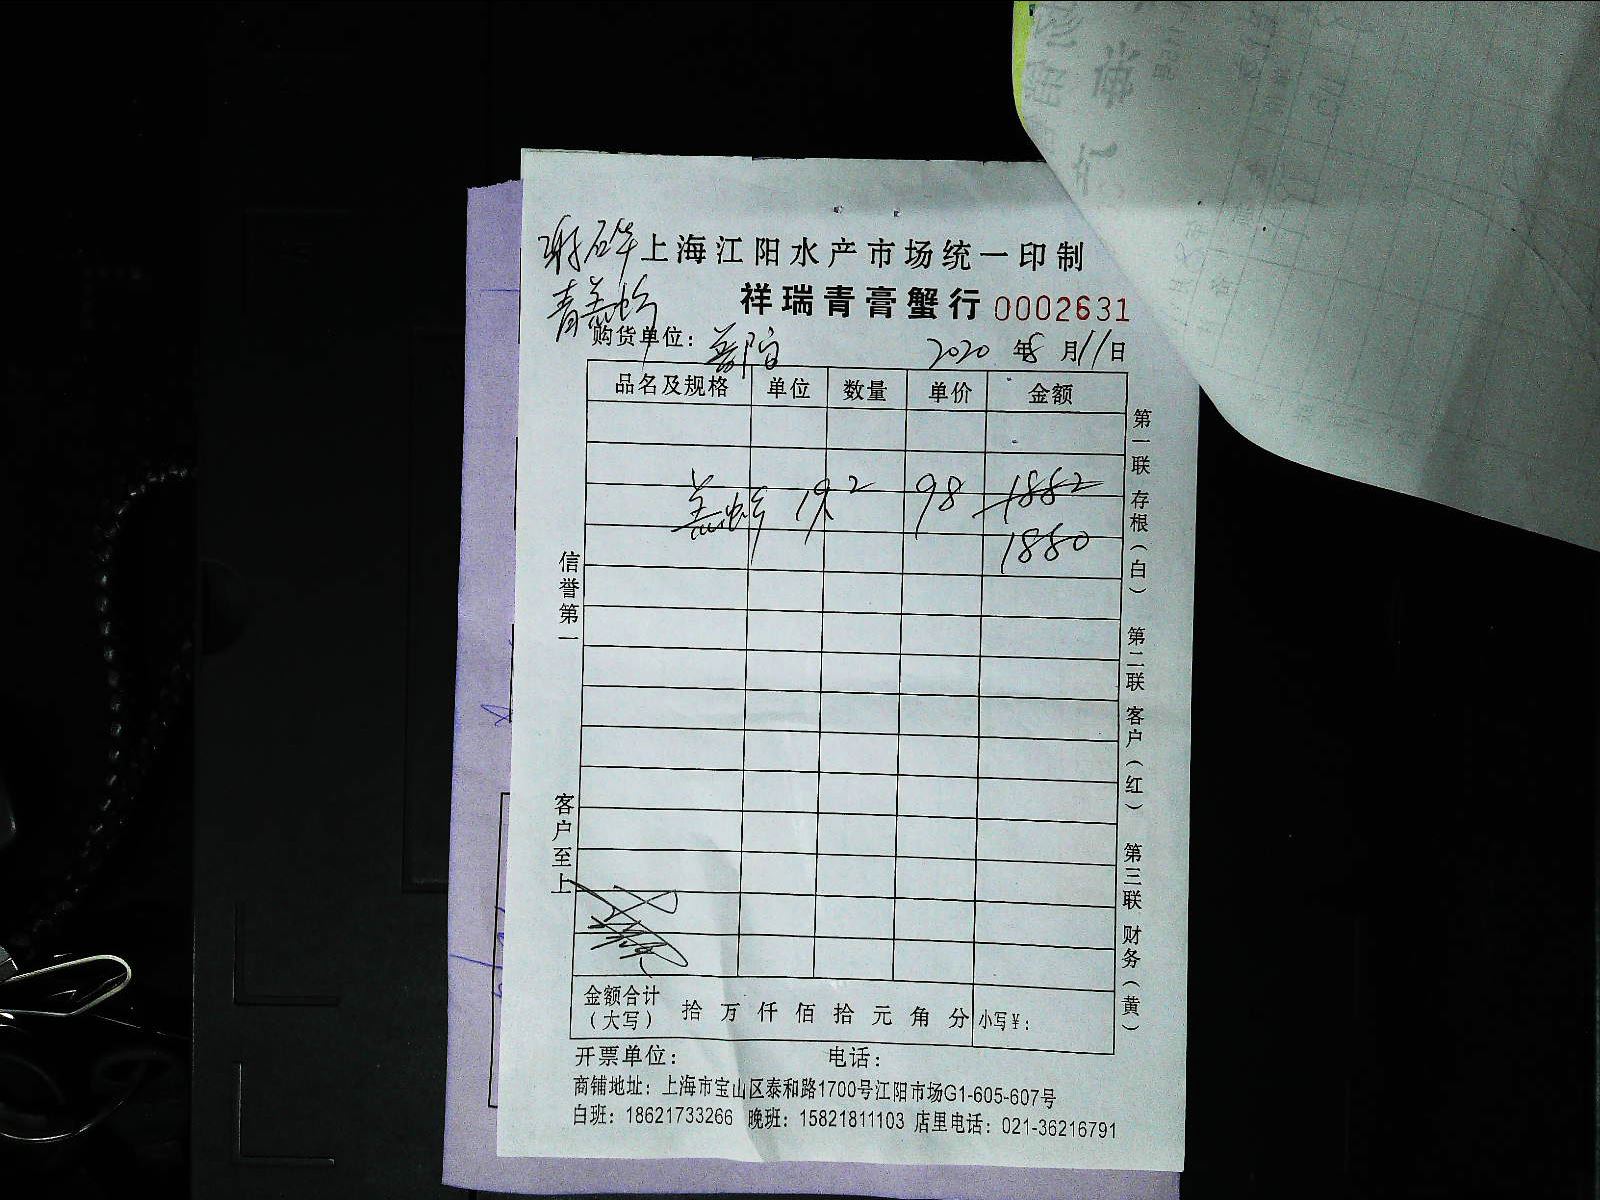 上海江阳水产市场统一印制
祥瑞青膏蟹行 0002631
购货单位：
2020 年 8 月 11 日
品名及规格 单位 数量 单价 金额
19.2 98 1882
1880
信誉第一
客户至上
第一联 存根（白） 第二联 客户（红） 第三联 财务（黄）
金额合计（大写） 拾 万 仟 佰 拾 元 角 分 小写¥：
开票单位： 电话：
商铺地址：上海市宝山区泰和路1700号江阳市场G1-605-607号
白班：18621733266 晚班：15821811103 店里电话：021-36216791